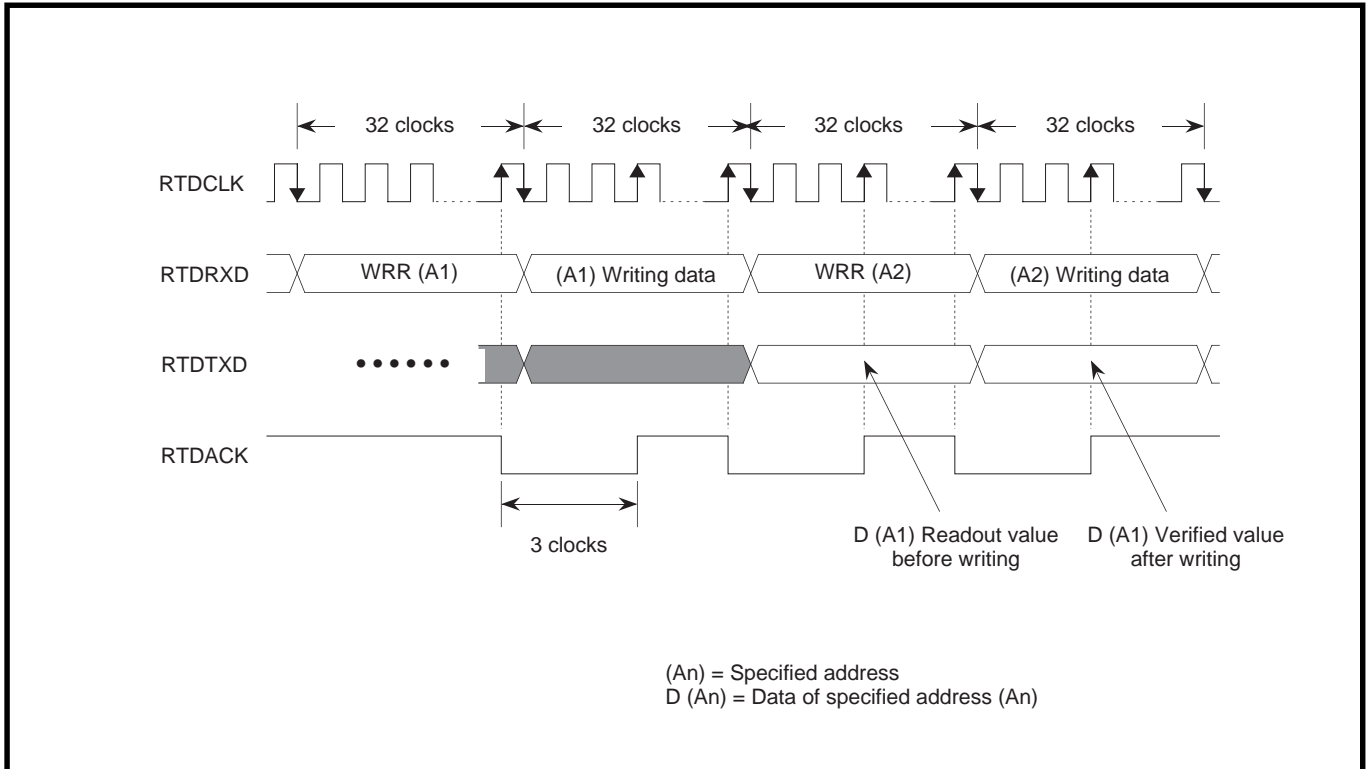 32 clocks 32 clocks 32 clocks 32 clocks
RTDCLK
RTDRXD WRR (A1) (A1) Writing data WRR (A2) (A2) Writing data
RTDTXD
RTDACK
3 clocks
D (A1) Readout value
before writing
D (A1) Verified value
after writing
(An) = Specified address
D (An) = Data of specified address (An)